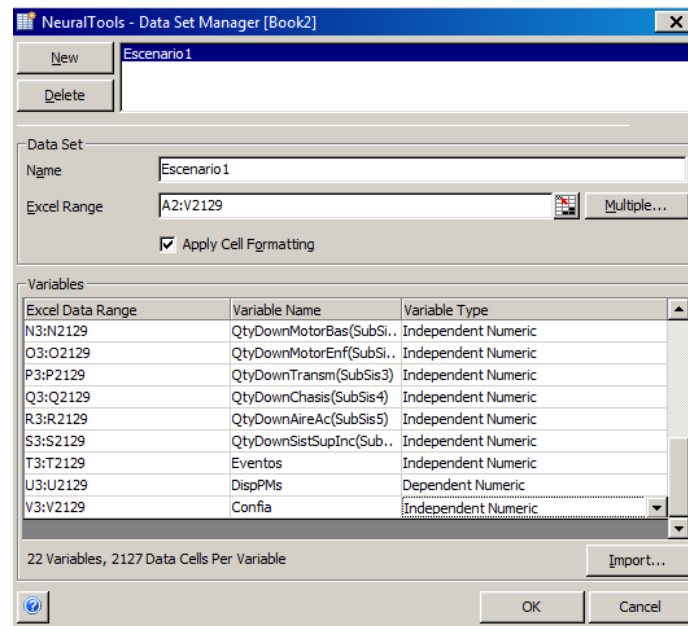 NeuralTools - Data Set Manager [Book2]
New
Escenario1
Delete
Data Set
Name
Escenario1
Excel Range
A2:V2129
Multiple...
Apply Cell Formatting
Variables
Excel Data Range Variable Name Variable Type
N3:N2129 QtyDownMotorBas(SubSi.. Independent Numeric
O3:O2129 QtyDownMotorEnf(SubSi.. Independent Numeric
P3:P2129 QtyDownTransm(SubSis3) Independent Numeric
Q3:Q2129 QtyDownChasis(SubSis4) Independent Numeric
R3:R2129 QtyDownAireAc(SubSis5) Independent Numeric
S3:S2129 QtyDownSistSupInc(Sub.. Independent Numeric
T3:T2129 Eventos Independent Numeric
U3:U2129 DispPMs Dependent Numeric
V3:V2129 Confia Independent Numeric
22 Variables, 2127 Data Cells Per Variable
Import...
OK Cancel